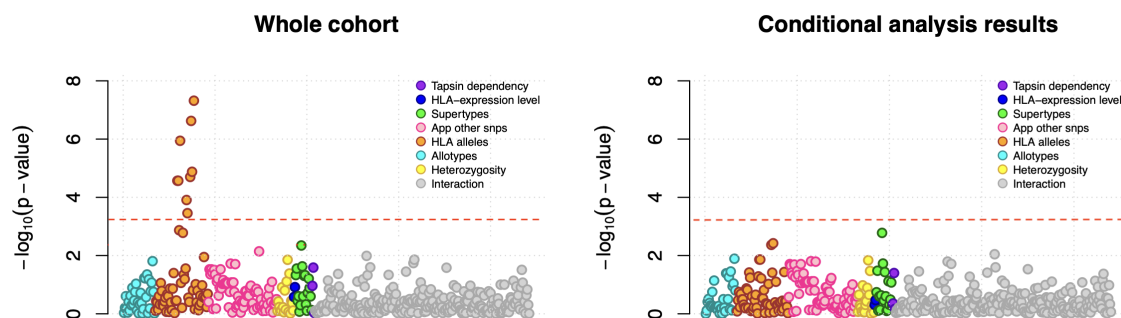 Whole cohort
−log10(p − value)
8
6
4
2
0
Tapsin dependency
HLA−expression level
Supertypes
App other snps
HLA alleles
Allotypes
Heterozygosity
Interaction
Conditional analysis results
−log10(p − value)
8
6
4
2
0
Tapsin dependency
HLA−expression level
Supertypes
App other snps
HLA alleles
Allotypes
Heterozygosity
Interaction